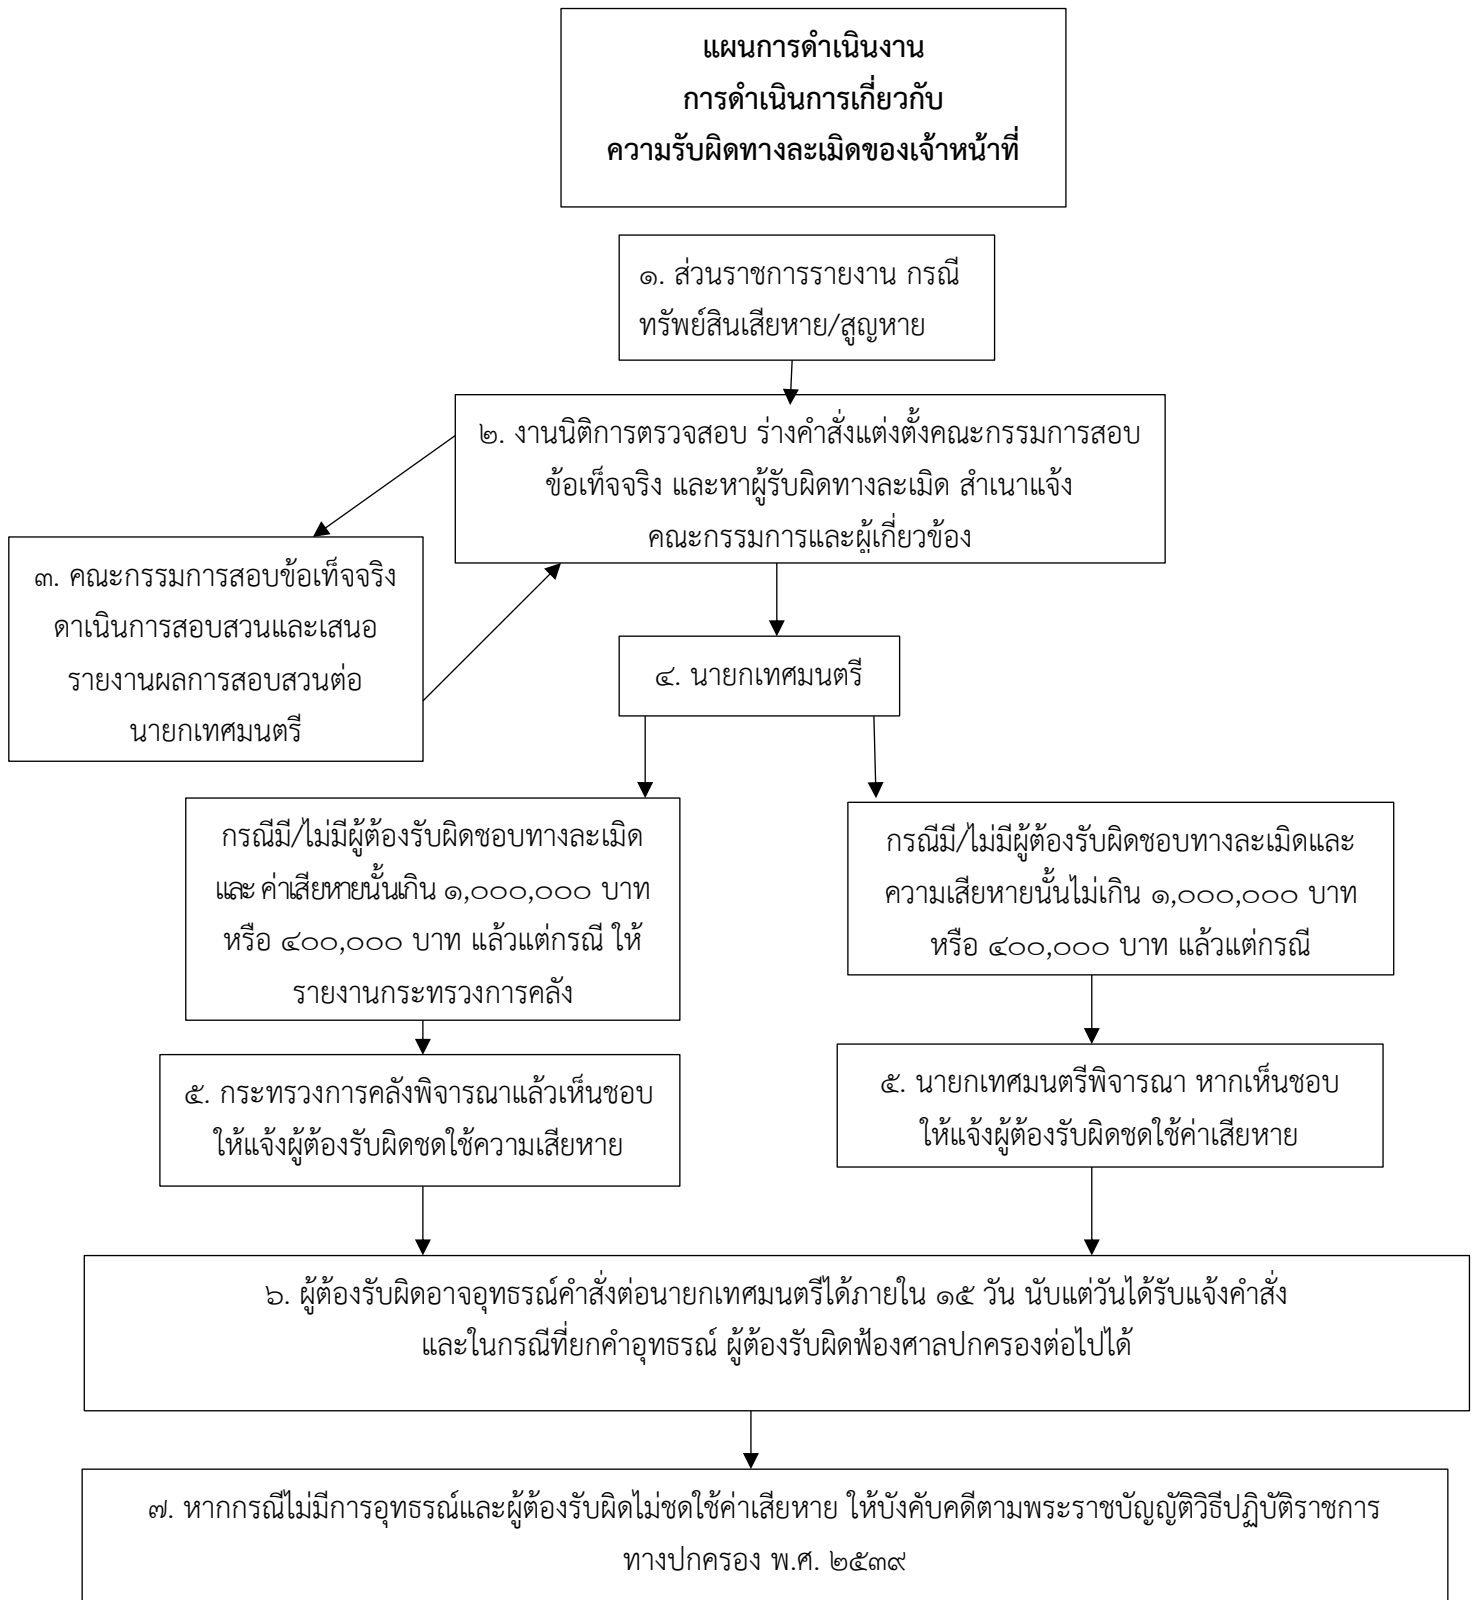 แผนการดำเนินงาน
การดำเนินการเกี่ยวกับ
ความรับผิดทางละเมิดของเจ้าหน้าที่
๑. ส่วนราชการรายงาน กรณี
ทรัพย์สินเสียหาย/สูญหาย
๒. งานนิติการตรวจสอบ ร่างคำสั่งแต่งตั้งคณะกรรมการสอบ
ข้อเท็จจริง และหาผู้รับผิดทางละเมิด สำเนาแจ้ง
คณะกรรมการและผู้เกี่ยวข้อง
๓. คณะกรรมการสอบข้อเท็จจริง
ดาเนินการสอบสวนและเสนอ
รายงานผลการสอบสวนต่อ
นายกเทศมนตรี
๔. นายกเทศมนตรี
กรณีมี/ไม่มีผู้ต้องรับผิดชอบทางละเมิด
และ ค่าเสียหายนั้นเกิน ๑,๐๐๐,๐๐๐ บาท
หรือ ๔๐๐,๐๐๐ บาท แล้วแต่กรณี ให้
รายงานกระทรวงการคลัง
กรณีมี/ไม่มีผู้ต้องรับผิดชอบทางละเมิดและ
ความเสียหายนั้นไม่เกิน ๑,๐๐๐,๐๐๐ บาท
หรือ ๔๐๐,๐๐๐ บาท แล้วแต่กรณี
๕. กระทรวงการคลังพิจารณาแล้วเห็นชอบ
ให้แจ้งผู้ต้องรับผิดชดใช้ความเสียหาย
๕. นายกเทศมนตรีพิจารณา หากเห็นชอบ
ให้แจ้งผู้ต้องรับผิดชดใช้ค่าเสียหาย
๖. ผู้ต้องรับผิดอาจอุทธรณ์คำสั่งต่อนายกเทศมนตรีได้ภายใน ๑๕ วัน นับแต่วันได้รับแจ้งคำสั่ง
และในกรณีที่ยกคำอุทธรณ์ ผู้ต้องรับผิดฟ้องศาลปกครองต่อไปได้
๗. หากกรณีไม่มีการอุทธรณ์และผู้ต้องรับผิดไม่ชดใช้ค่าเสียหาย ให้บังคับคดีตามพระราชบัญญัติวิธีปฏิบัติราชการ
ทางปกครอง พ.ศ. ๒๕๓๙